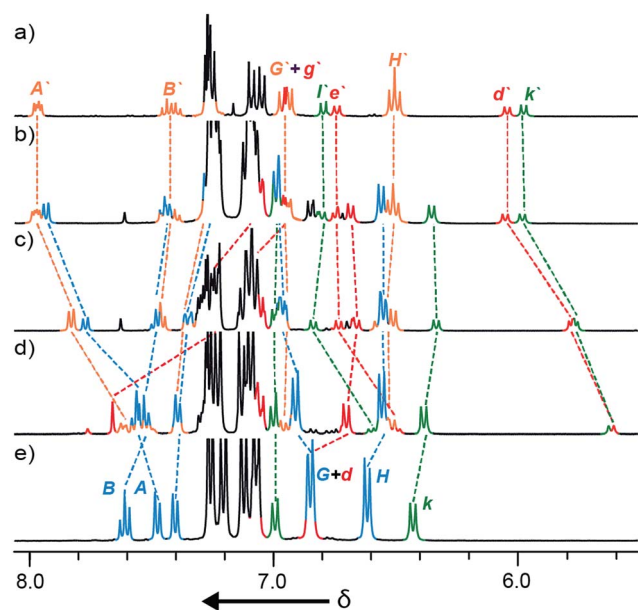 a)
A` B` G`+g` l` e` H` d` k`
b)
c)
d)
e)
B A G+d H k
8.0 7.0 6.0
δ